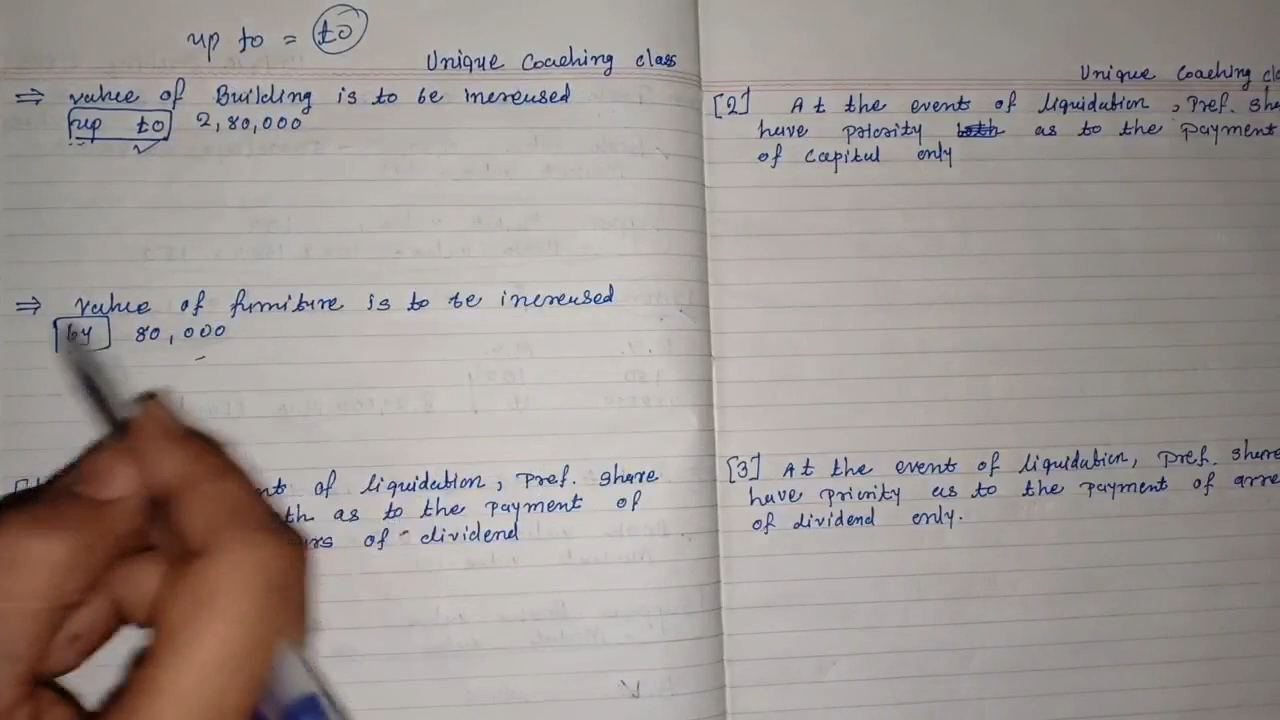 up to = to
Unique Coaching class
⇒ value of Building is to be increased
up to 2,80,000
⇒ value of furniture is to be increased
by 80,000
of liquidation, pref. share
as to the payment of
of dividend
Unique Coaching
[2] At the events of liquidation, Pref.
have priority as to the payment
of capital only
[3] At the event of liquidation, pref. share
have priority as to the payment of
of dividend only.